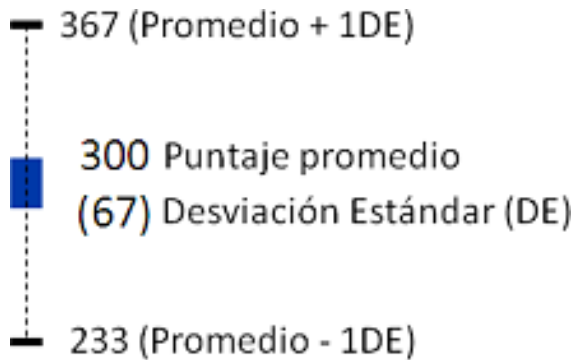 367 (Promedio + 1DE)
300 Puntaje promedio
(67) Desviación Estándar (DE)
233 (Promedio - 1DE)